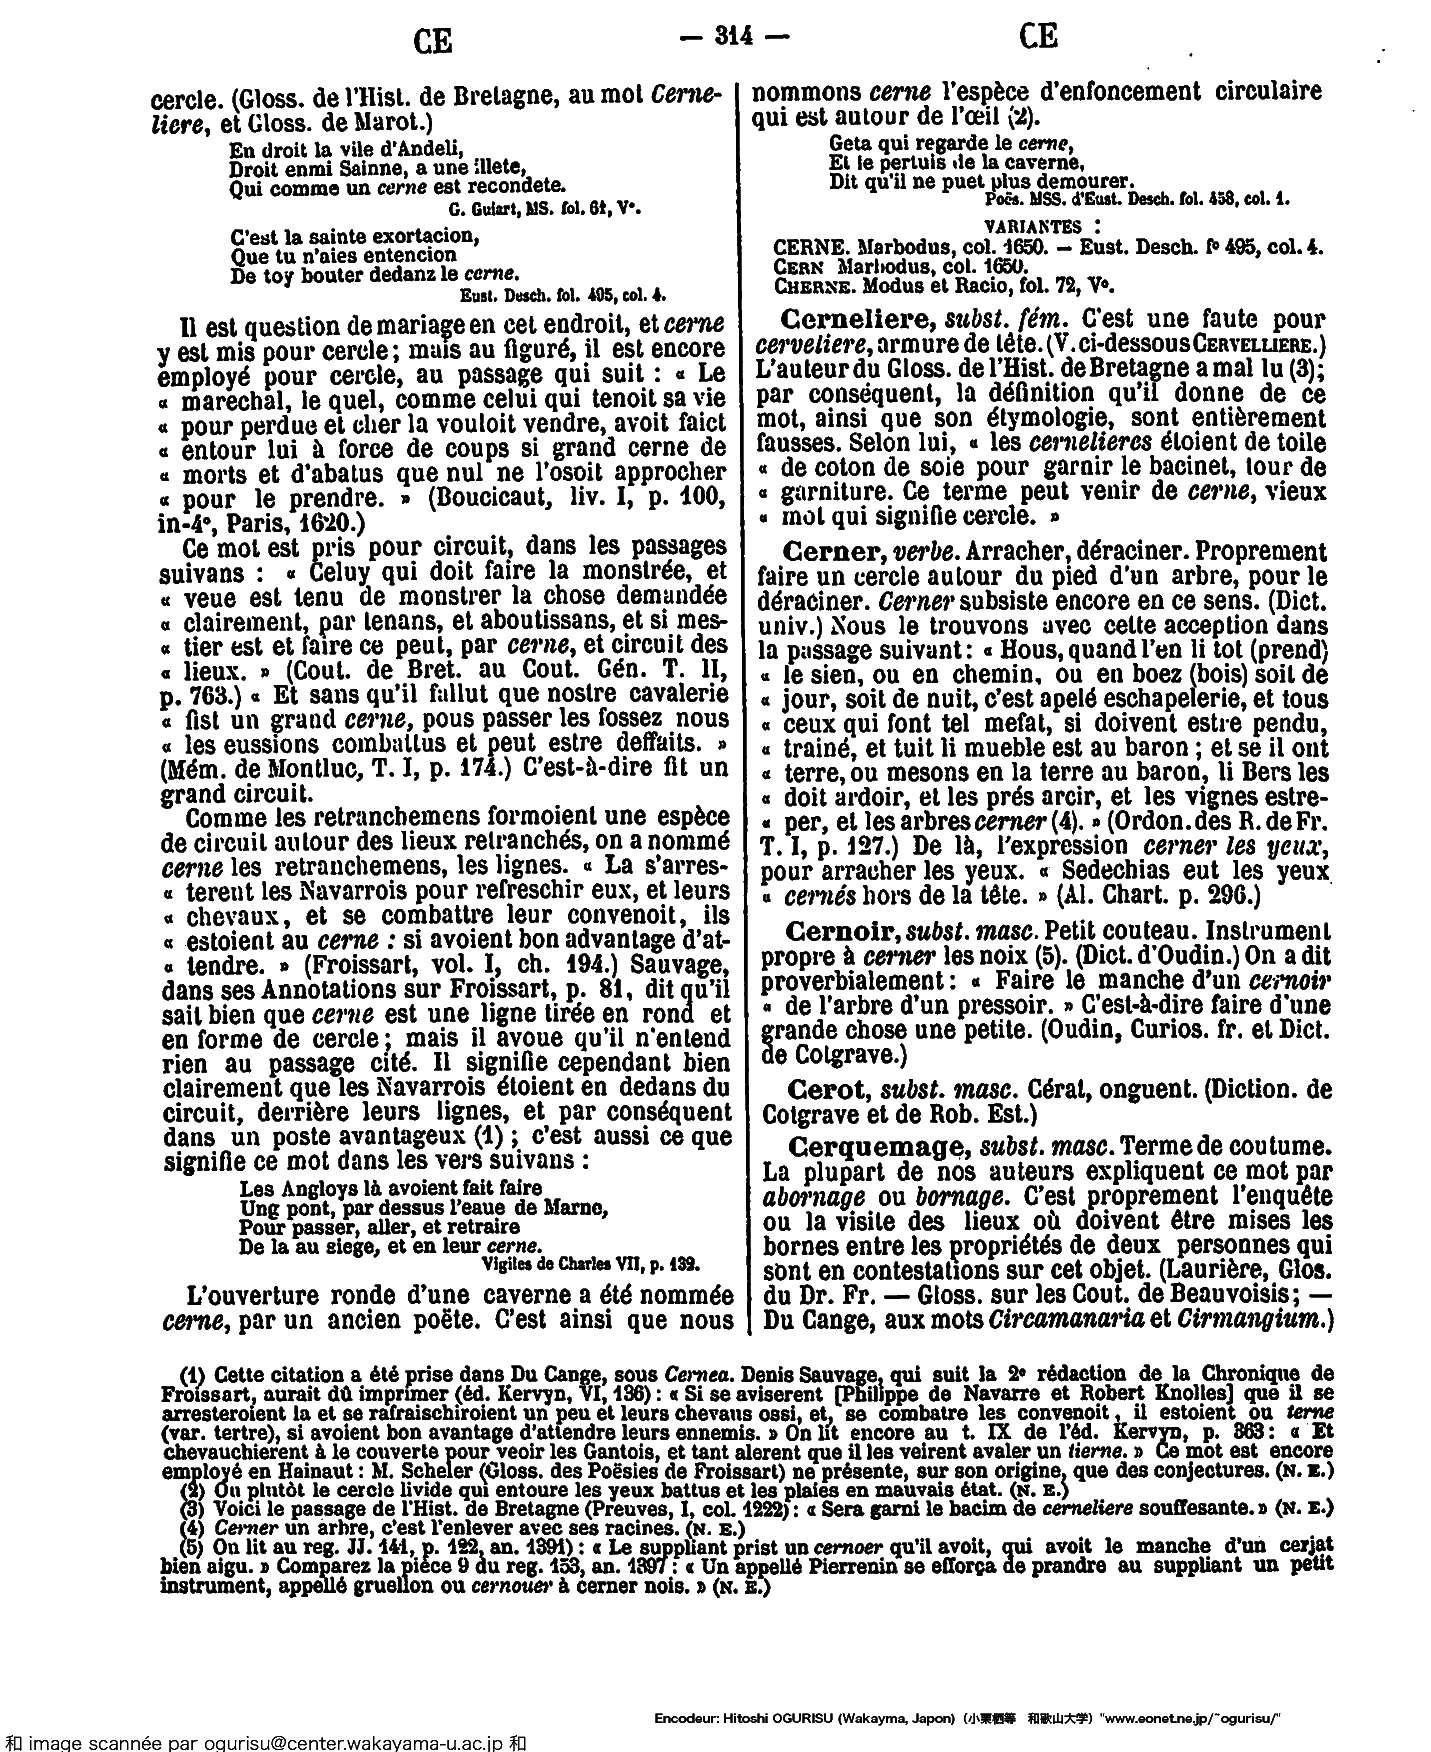 CE
— 314 —
CE
cercle. (Gloss. de l'Hist. de Bretagne, au mot Cerne-
liere, et Gloss. de Marot.)
En droit la vile d'Andeli,
Droit enmi Sainne, a une illete,
Qui comme un cerne est recondete.
G. Guiart, MS. fol. 61, V°.
C'est la sainte exortacion,
Que tu n'aies entencion
De toy bouter dedanz le cerne.
Eust. Desch. fol. 495, col. 4.
Il est question de mariage en cet endroit, et cerne
y est mis pour cercle; mais au figuré, il est encore
employé pour cercle, au passage qui suit : « Le
« marechal, le quel, comme celui qui tenoit sa vie
« pour perdue et cher la vouloit vendre, avoit faict
« entour lui à force de coups si grand cerne de
« morts et d'abatus que nul ne l'osoit approcher
« pour le prendre. » (Boucicaut, liv. I, p. 100,
in-4°, Paris, 1620.)
Ce mot est pris pour circuit, dans les passages
suivans : « Celuy qui doit faire la monstrée, et
« veue est tenu de monstrer la chose demandée
« clairement, par tenans, et aboutissans, et si mes-
« tier est et faire ce peut, par cerne, et circuit des
« lieux. » (Cout. de Bret. au Cout. Gén. T. II,
p. 763.) « Et sans qu'il fallut que nostre cavalerie
« fist un grand cerne, pous passer les fossez nous
« les eussions combattus et peut estre deffaits. »
(Mém. de Montluc, T. I, p. 174.) C'est-à-dire fit un
grand circuit.
Comme les retranchemens formoient une espèce
de circuit autour des lieux retranchés, on a nommé
cerne les retranchemens, les lignes. « La s'arres-
« terent les Navarrois pour refreschir eux, et leurs
« chevaux, et se combattre leur convenoit, ils
« estoient au cerne : si avoient bon advantage d'at-
« tendre. » (Froissart, vol. I, ch. 194.) Sauvage,
dans ses Annotations sur Froissart, p. 81, dit qu'il
sait bien que cerne est une ligne tirée en rond et
en forme de cercle; mais il avoue qu'il n'entend
rien au passage cité. Il signifie cependant bien
clairement que les Navarrois étoient en dedans du
circuit, derrière leurs lignes, et par conséquent
dans un poste avantageux (1) ; c'est aussi ce que
signifie ce mot dans les vers suivans :
Les Angloys là avoient fait faire
Ung pont, par dessus l'eaue de Marne,
Pour passer, aller, et retraire
De la au siege, et en leur cerne.
Vigiles de Charles VII, p. 132.
L'ouverture ronde d'une caverne a été nommée
cerne, par un ancien poëte. C'est ainsi que nous
nommons cerne l'espèce d'enfoncement circulaire
qui est autour de l'œil (2).
Geta qui regarde le cerne,
Et le pertuis de la caverne,
Dit qu'il ne puet plus demourer.
Poës. MSS. d'Eust. Desch. fol. 458, col. 1.
VARIANTES :
CERNE. Marbodus, col. 1650. — Eust. Desch. f° 495, col. 4.
CERN Marbodus, col. 1650.
CHERNE. Modus et Racio, fol. 72, V°.
Cerneliere, subst. fém. C'est une faute pour
cerveliere, armure de tête. (V. ci-dessous CERVELLIERE.)
L'auteur du Gloss. de l'Hist. de Bretagne a mal lu (3);
par conséquent, la définition qu'il donne de ce
mot, ainsi que son étymologie, sont entièrement
fausses. Selon lui, « les cernelieres étoient de toile
« de coton de soie pour garnir le bacinet, tour de
« garniture. Ce terme peut venir de cerne, vieux
« mot qui signifie cercle. »
Cerner, verbe. Arracher, déraciner. Proprement
faire un cercle autour du pied d'un arbre, pour le
déraciner. Cerner subsiste encore en ce sens. (Dict.
univ.) Nous le trouvons avec cette acception dans
la passage suivant : « Hous, quand l'en li tot (prend)
« le sien, ou en chemin, ou en boez (bois) soit de
« jour, soit de nuit, c'est apelé eschapelerie, et tous
« ceux qui font tel mefat, si doivent estre pendu,
« trainé, et tuit li mueble est au baron ; et se il ont
« terre, ou mesons en la terre au baron, li Bers les
« doit ardoir, et les prés arcir, et les vignes estre-
« per, et les arbres cerner (4). » (Ordon. des R. de Fr.
T. I, p. 127.) De là, l'expression cerner les yeux,
pour arracher les yeux. « Sedechias eut les yeux
« cernés hors de la tête. » (Al. Chart. p. 296.)
Cernoir, subst. masc. Petit couteau. Instrument
propre à cerner les noix (5). (Dict. d'Oudin.) On a dit
proverbialement : « Faire le manche d'un cernoir
« de l'arbre d'un pressoir. » C'est-à-dire faire d'une
grande chose une petite. (Oudin, Curios. fr. et Dict.
de Cotgrave.)
Cerot, subst. masc. Cérat, onguent. (Diction. de
Cotgrave et de Rob. Est.)
Cerquemage, subst. masc. Terme de coutume.
La plupart de nos auteurs expliquent ce mot par
abornage ou bornage. C'est proprement l'enquête
ou la visite des lieux où doivent être mises les
bornes entre les propriétés de deux personnes qui
sont en contestations sur cet objet. (Laurière, Glos.
du Dr. Fr. — Gloss. sur les Cout. de Beauvoisis; —
Du Cange, aux mots Circamanaria et Cirmangium.)
(1) Cette citation a été prise dans Du Cange, sous Cernea. Denis Sauvage, qui suit la 2e rédaction de la Chronique de
Froissart, aurait dû imprimer (éd. Kervyn, VI, 136) : « Si se aviserent [Philippe de Navarre et Robert Knolles] que il se
arresteroient la et se rafraischiroient un peu et leurs chevaus ossi, et, se combatre les convenoit, il estoient ou terne
(var. tertre), si avoient bon avantage d'attendre leurs ennemis. » On lit encore au t. IX de l'éd. Kervyn, p. 363 : « Et
chevauchierent à le couverte pour veoir les Gantois, et tant alerent que il les veirent avaler un tierne. » Ce mot est encore
employé en Hainaut : M. Scheler (Gloss. des Poësies de Froissart) ne présente, sur son origine, que des conjectures. (N. E.)
(2) Ou plutôt le cercle livide qui entoure les yeux battus et les plaies en mauvais état. (N. E.)
(3) Voici le passage de l'Hist. de Bretagne (Preuves, I, col. 1222) : « Sera garni le bacim de cerneliere souffesante. » (N. E.)
(4) Cerner un arbre, c'est l'enlever avec ses racines. (N. E.)
(5) On lit au reg. JJ. 141, p. 122, an. 1391) : « Le suppliant prist un cernoer qu'il avoit, qui avoit le manche d'un cerjat
bien aigu. » Comparez la pièce 9 du reg. 153, an. 1397 : « Un appellé Pierrenin se efforça de prandre au suppliant un petit
instrument, appellé gruellon ou cernouer à cerner nois. » (N. E.)
Encodeur: Hitoshi OGURISU (Wakayma, Japon) (小栗栖等 和歌山大学) "www.eonet.ne.jp/~ogurisu/"
和 image scannée par ogurisu@center.wakayama-u.ac.jp 和